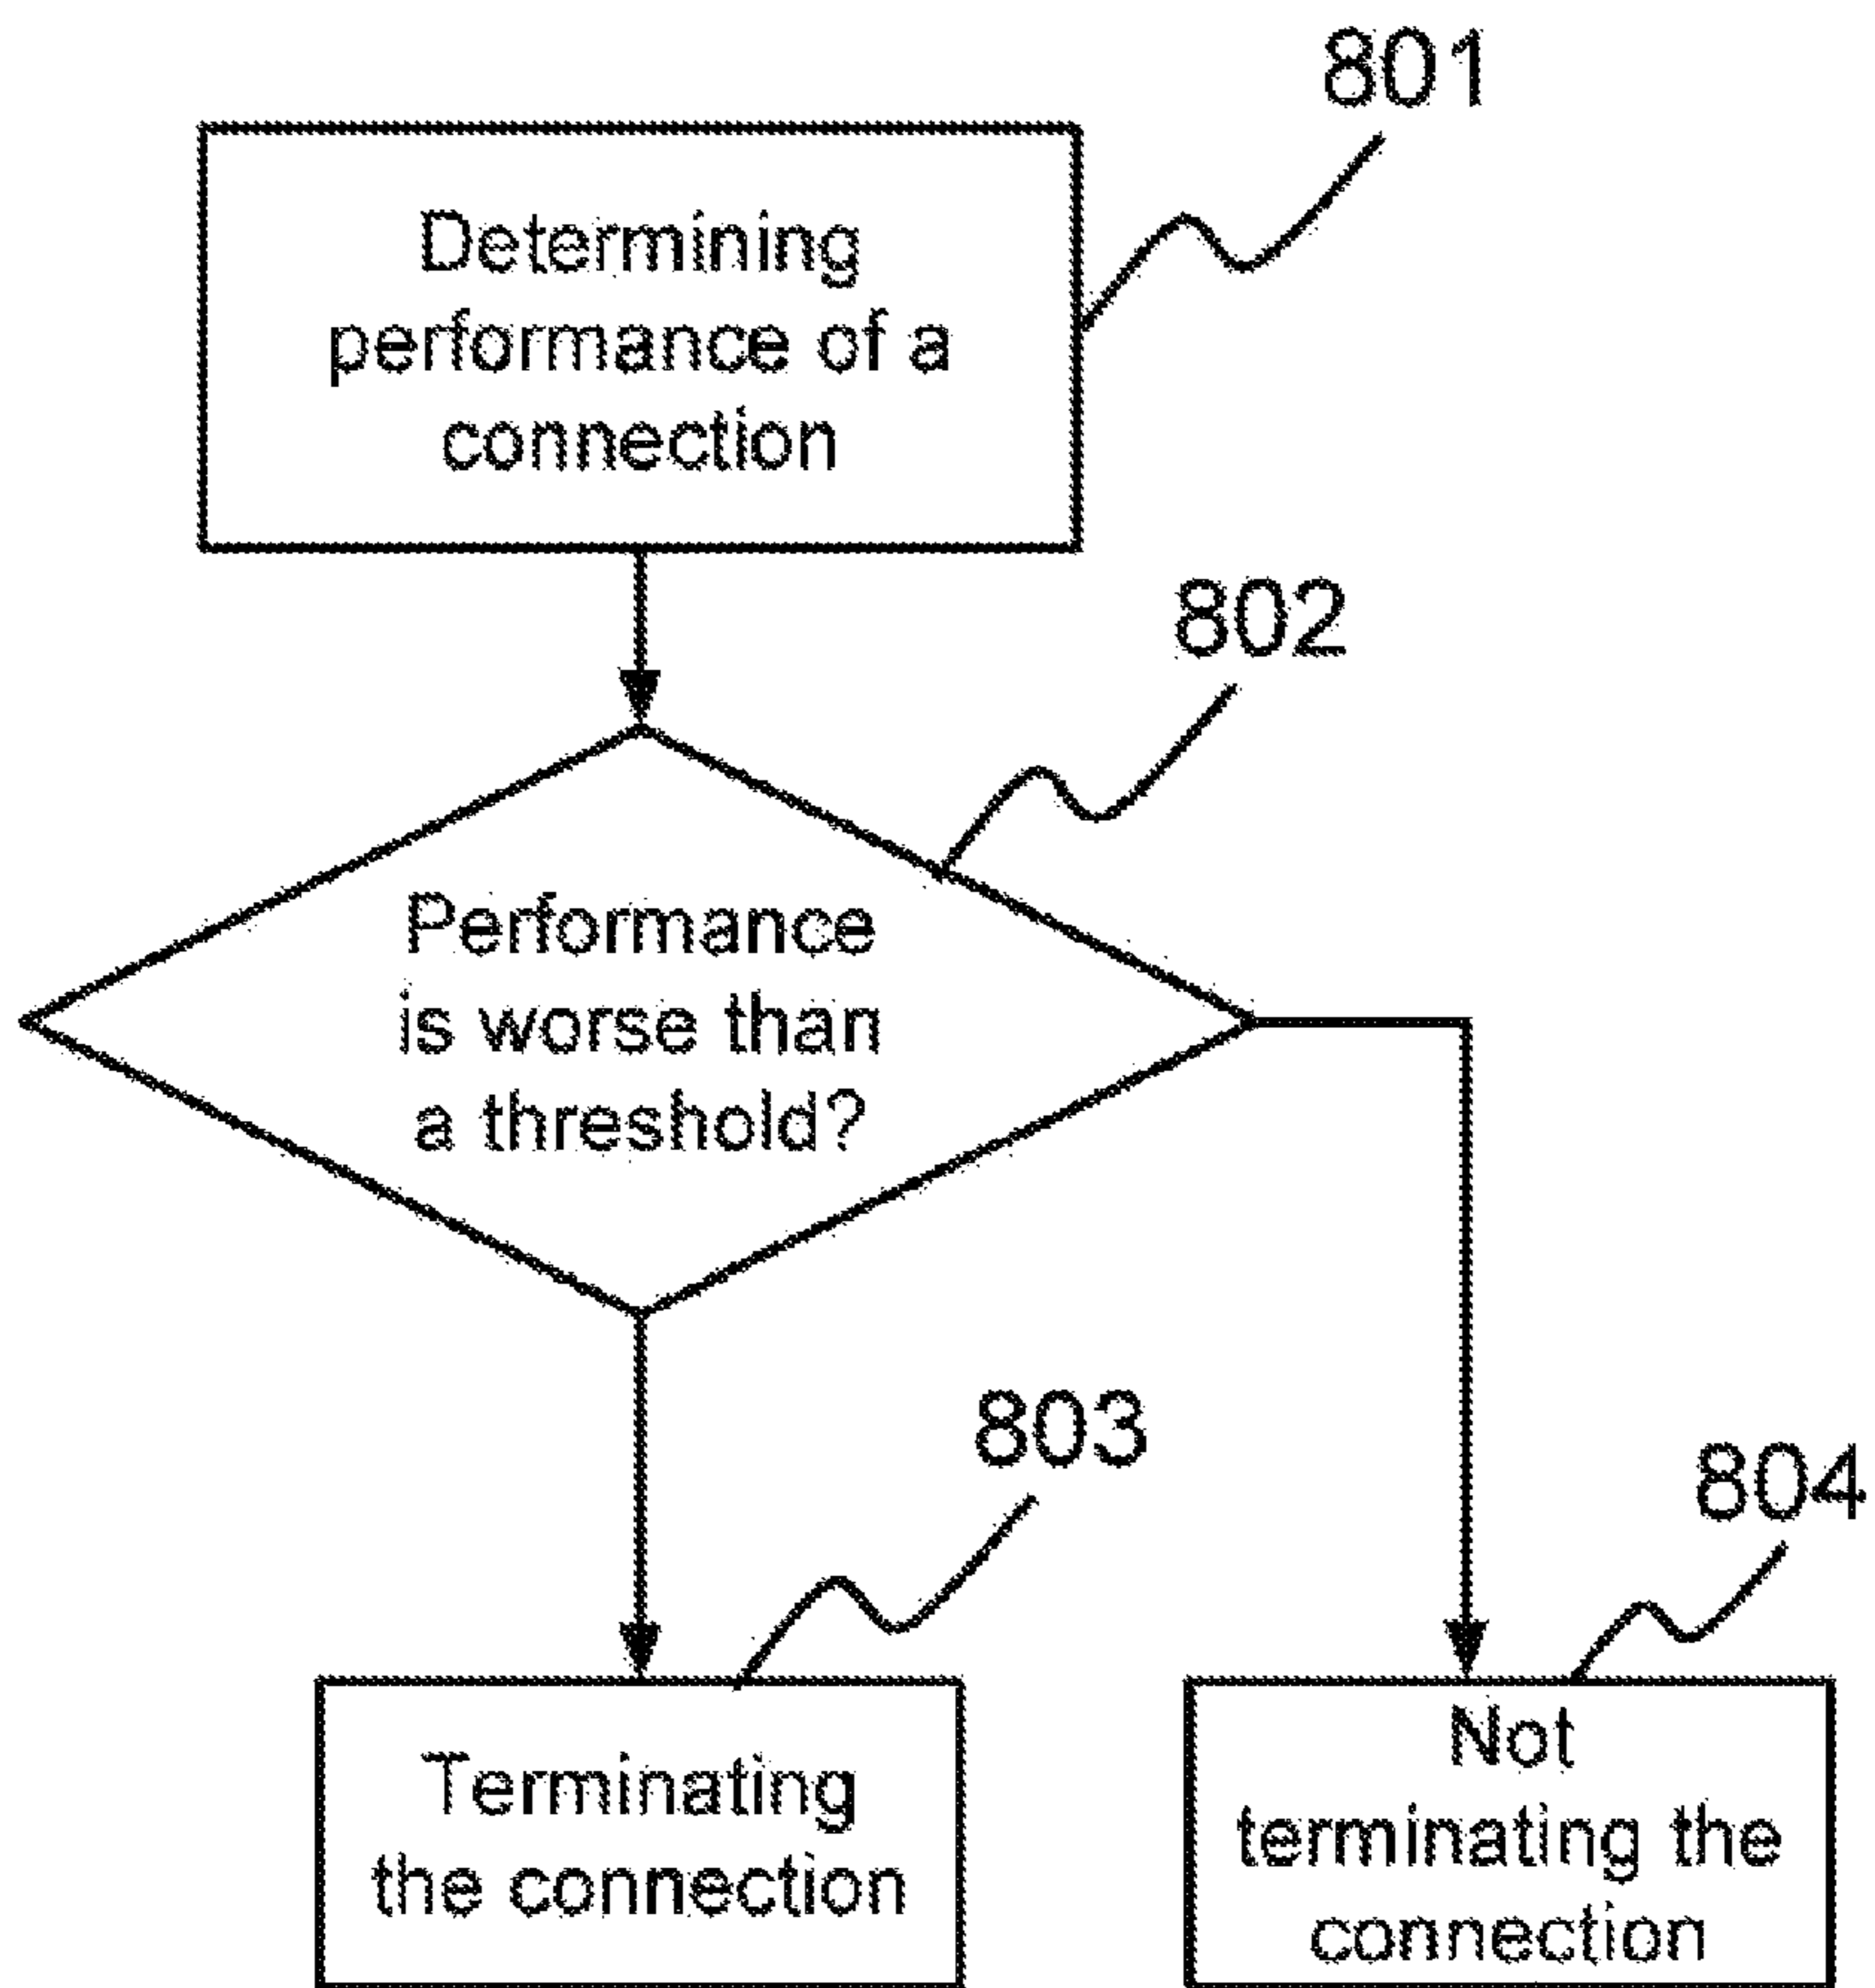 801
Determining
performance of a
connection
802
Performance
is worse than
a threshold?
803
804
Terminating
the connection
Not
terminating the
connection